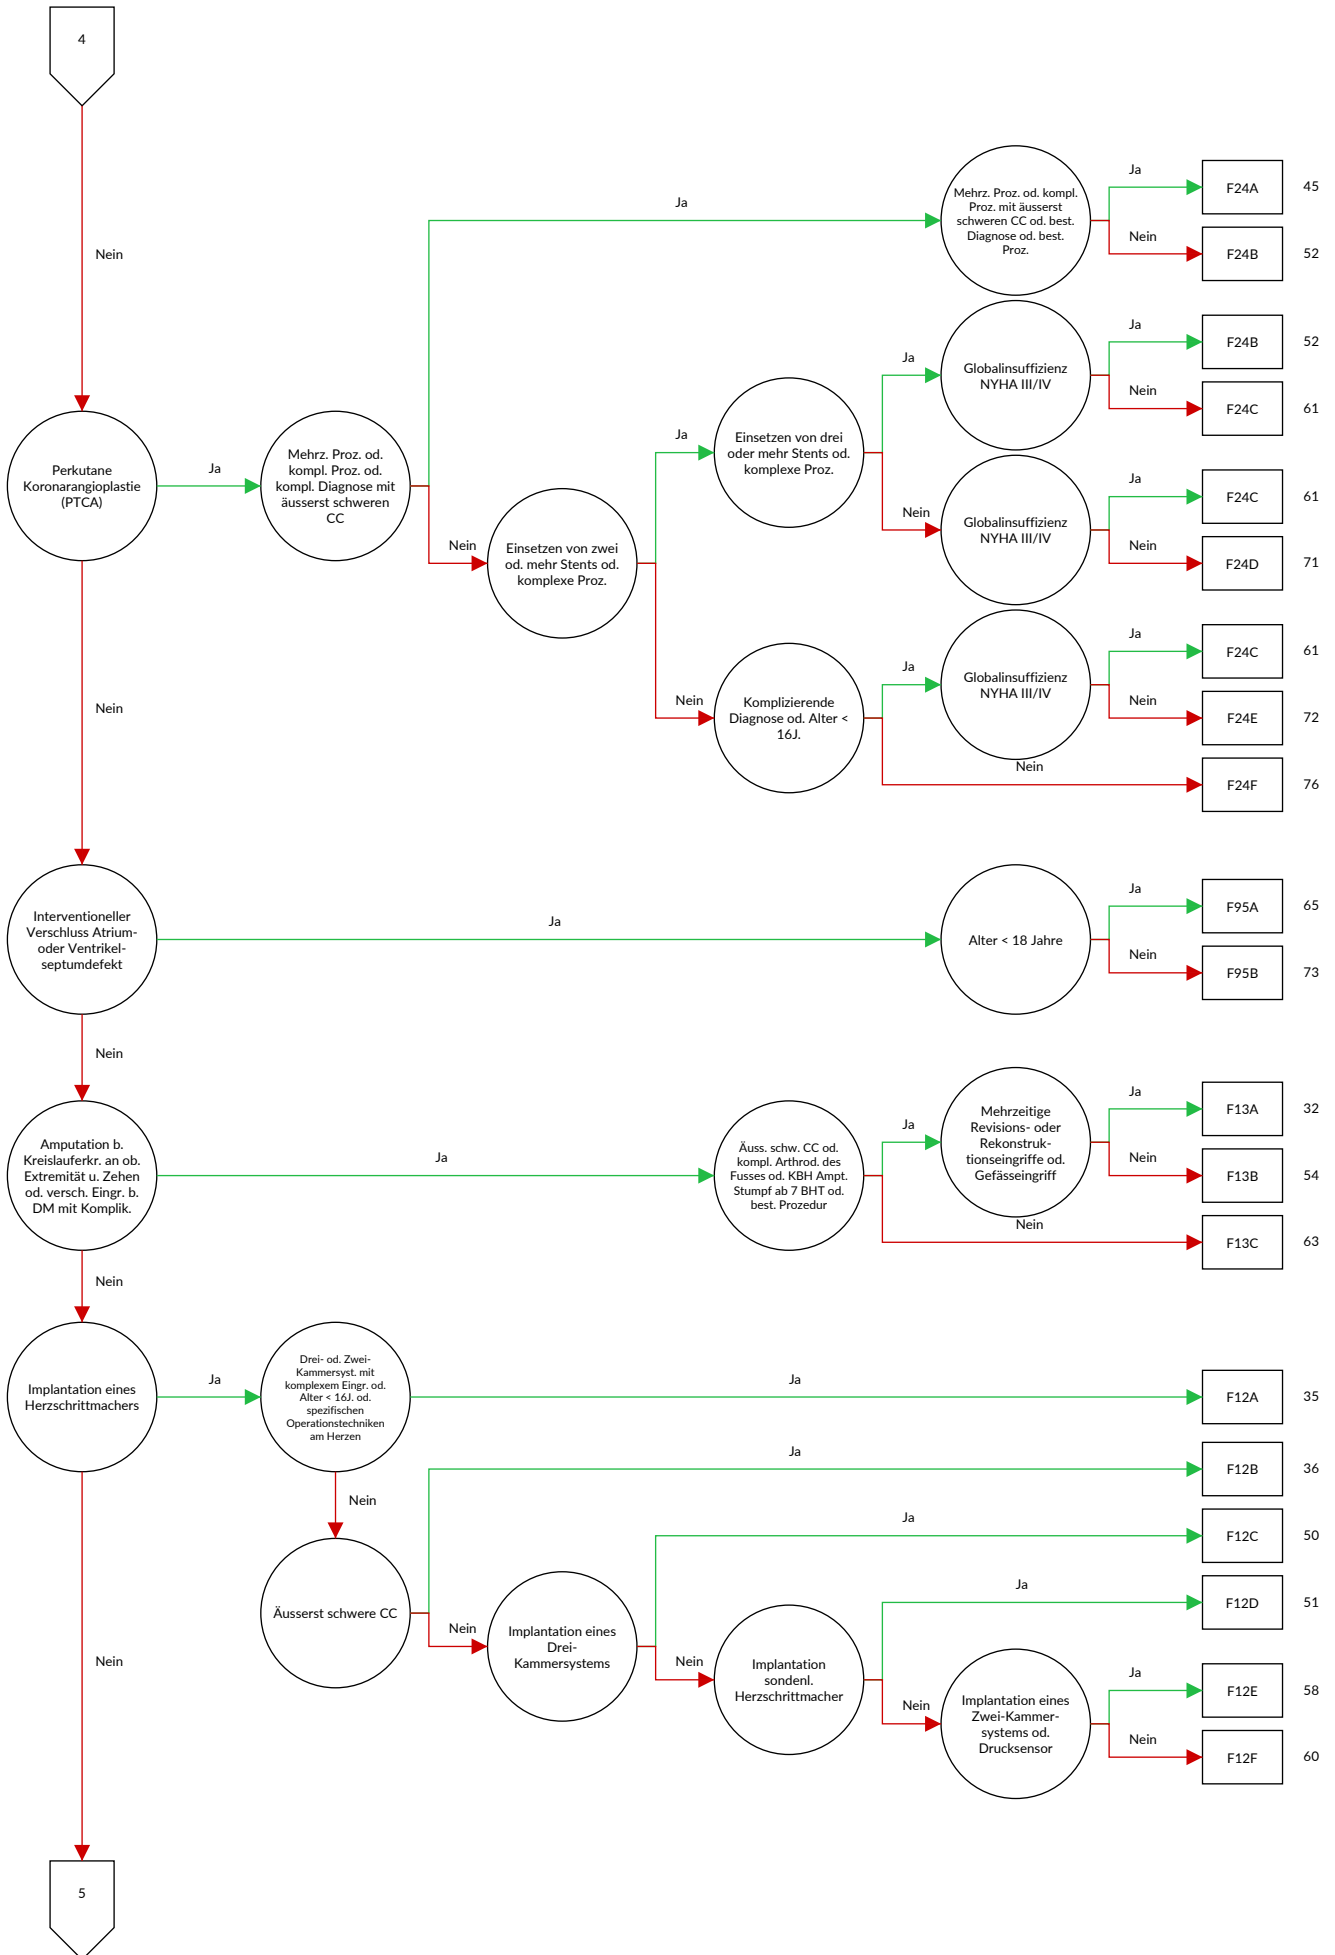 4
Nein
Ja
Mehrz. Proz. od. kompl.
Proz. mit äusserst
schweren CC od. best.
Diagnose od. best.
Proz.
Ja
F24A
45
Nein
F24B
52
Perkutane
Koronarangioplastie
(PTCA)
Ja
Mehrz. Proz. od.
kompl. Proz. od.
kompl. Diagnose mit
äusserst schweren
CC
Nein
Einsetzen von zwei
od. mehr Stents od.
komplexe Proz.
Ja
Einsetzen von drei
oder mehr Stents od.
komplexe Proz.
Ja
Globalinsuffizienz
NYHA III/IV
Ja
F24B
52
Nein
F24C
61
Nein
Globalinsuffizienz
NYHA III/IV
Ja
F24C
61
Nein
F24D
71
Nein
Komplizierende
Diagnose od. Alter <
16J.
Ja
Globalinsuffizienz
NYHA III/IV
Ja
F24C
61
Nein
F24E
72
Nein
F24F
76
Nein
Interventioneller
Verschluss Atrium-
oder Ventrikel-
septumdefekt
Ja
Alter < 18 Jahre
Ja
F95A
65
Nein
F95B
73
Nein
Amputation b.
Kreislauferkr. an ob.
Extremität u. Zehen
od. versch. Eingr. b.
DM mit Komplik.
Ja
Äuss. schw. CC od.
kompl. Arthrod. des
Fusses od. KBH Ampt.
Stumpf ab 7 BHT od.
best. Prozedur
Ja
Mehrzeitige
Revisions- oder
Rekonstruk-
tionseingriffe od.
Gefässeingriff
Ja
F13A
32
Nein
F13B
54
Nein
F13C
63
Nein
Implantation eines
Herzschrittmachers
Ja
Drei- od. Zwei-
Kammersyst. mit
komplexem Eingr. od.
Alter < 16J. od.
spezifischen
Operationstechniken
am Herzen
Ja
F12A
35
Nein
Äusserst schwere CC
Ja
F12B
36
Nein
Implantation eines
Drei-
Kammersystems
Ja
F12C
50
Nein
Implantation
sondenl.
Herzschrittmacher
Ja
F12D
51
Nein
Implantation eines
Zwei-Kammer-
systems od.
Drucksensor
Ja
F12E
58
Nein
F12F
60
Nein
5